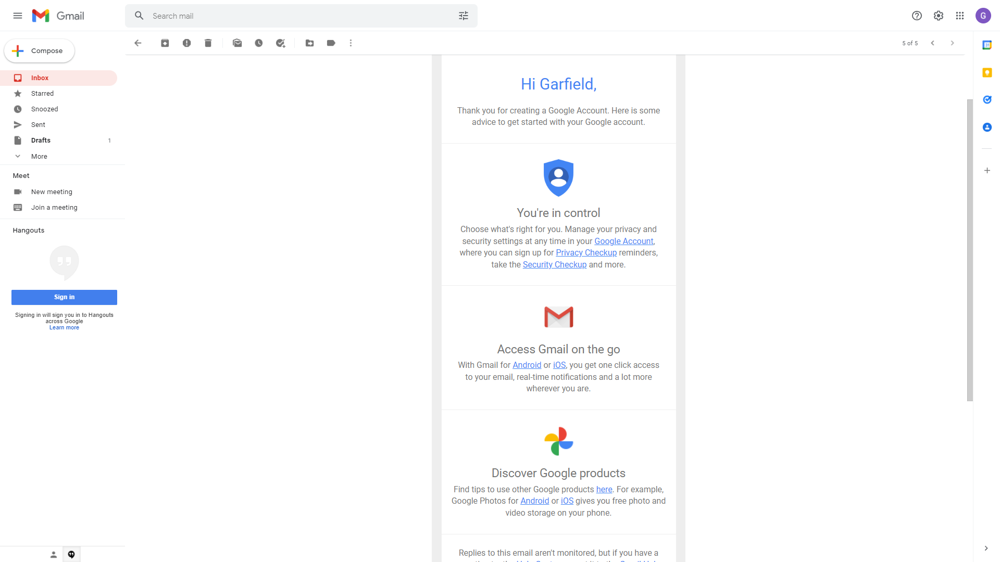 Gmail
Search mail
G
Compose
5 of 5
31
Inbox
Starred
Snoozed
Sent
Drafts 1
More
Meet
New meeting
Join a meeting
Hangouts
Sign in
Signing in will sign you in to Hangouts
across Google
Learn more
Hi Garfield,
Thank you for creating a Google Account. Here is some
advice to get started with your Google account.
You're in control
Choose what's right for you. Manage your privacy and
security settings at any time in your Google Account,
where you can sign up for Privacy Checkup reminders,
take the Security Checkup and more.
Access Gmail on the go
With Gmail for Android or iOS, you get one click access
to your email, real-time notifications and a lot more
wherever you are.
Discover Google products
Find tips to use other Google products here. For example,
Google Photos for Android or iOS gives you free photo and
video storage on your phone.
Replies to this email aren't monitored, but if you have a